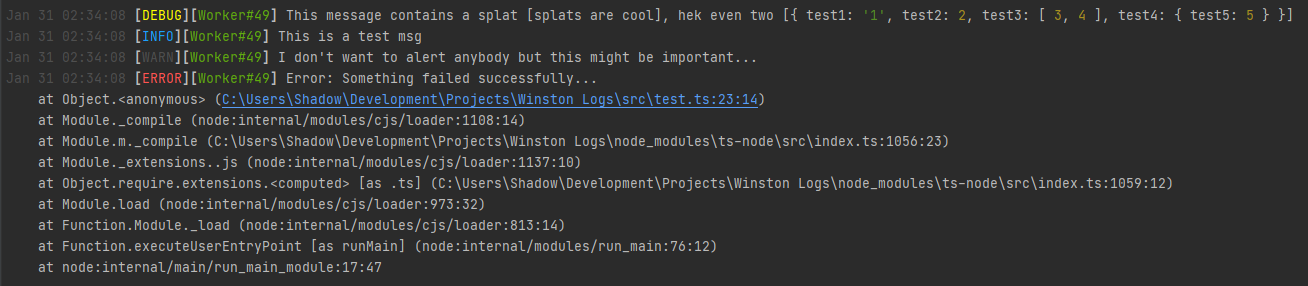 Jan 31 02:34:08 [DEBUG][Worker#49] This message contains a splat [splats are cool], hek even two [{ test1: '1', test2: 2, test3: [ 3, 4 ], test4: { test5: 5 } }]
Jan 31 02:34:08 [INFO][Worker#49] This is a test msg
Jan 31 02:34:08 [WARN][Worker#49] I don't want to alert anybody but this might be important...
Jan 31 02:34:08 [ERROR][Worker#49] Error: Something failed successfully...
at Object.<anonymous> (C:\Users\Shadow\Development\Projects\Winston Logs\src\test.ts:23:14)
at Module._compile (node:internal/modules/cjs/loader:1108:14)
at Module.m._compile (C:\Users\Shadow\Development\Projects\Winston Logs\node_modules\ts-node\src\index.ts:1056:23)
at Module._extensions..js (node:internal/modules/cjs/loader:1137:10)
at Object.require.extensions.<computed> [as .ts] (C:\Users\Shadow\Development\Projects\Winston Logs\node_modules\ts-node\src\index.ts:1059:12)
at Module.load (node:internal/modules/cjs/loader:973:32)
at Function.Module._load (node:internal/modules/cjs/loader:813:14)
at Function.executeUserEntryPoint [as runMain] (node:internal/modules/run_main:76:12)
at node:internal/main/run_main_module:17:47